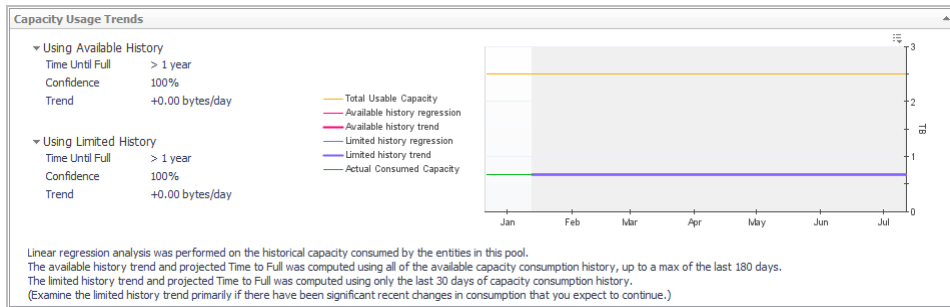 Capacity Usage Trends
Using Available History
Time Until Full > 1 year
Confidence 100%
Trend +0.00 bytes/day
Using Limited History
Time Until Full > 1 year
Confidence 100%
Trend +0.00 bytes/day
Total Usable Capacity
Available history regression
Available history trend
Limited history regression
Limited history trend
Actual Consumed Capacity
3
2
1
0
TB
Jan Feb Mar Apr May Jun Jul
Linear regression analysis was performed on the historical capacity consumed by the entities in this pool.
The available history trend and projected Time to Full was computed using all of the available capacity consumption history, up to a max of the last 180 days.
The limited history trend and projected Time to Full was computed using only the last 30 days of capacity consumption history.
(Examine the limited history trend primarily if there have been significant recent changes in consumption that you expect to continue.)